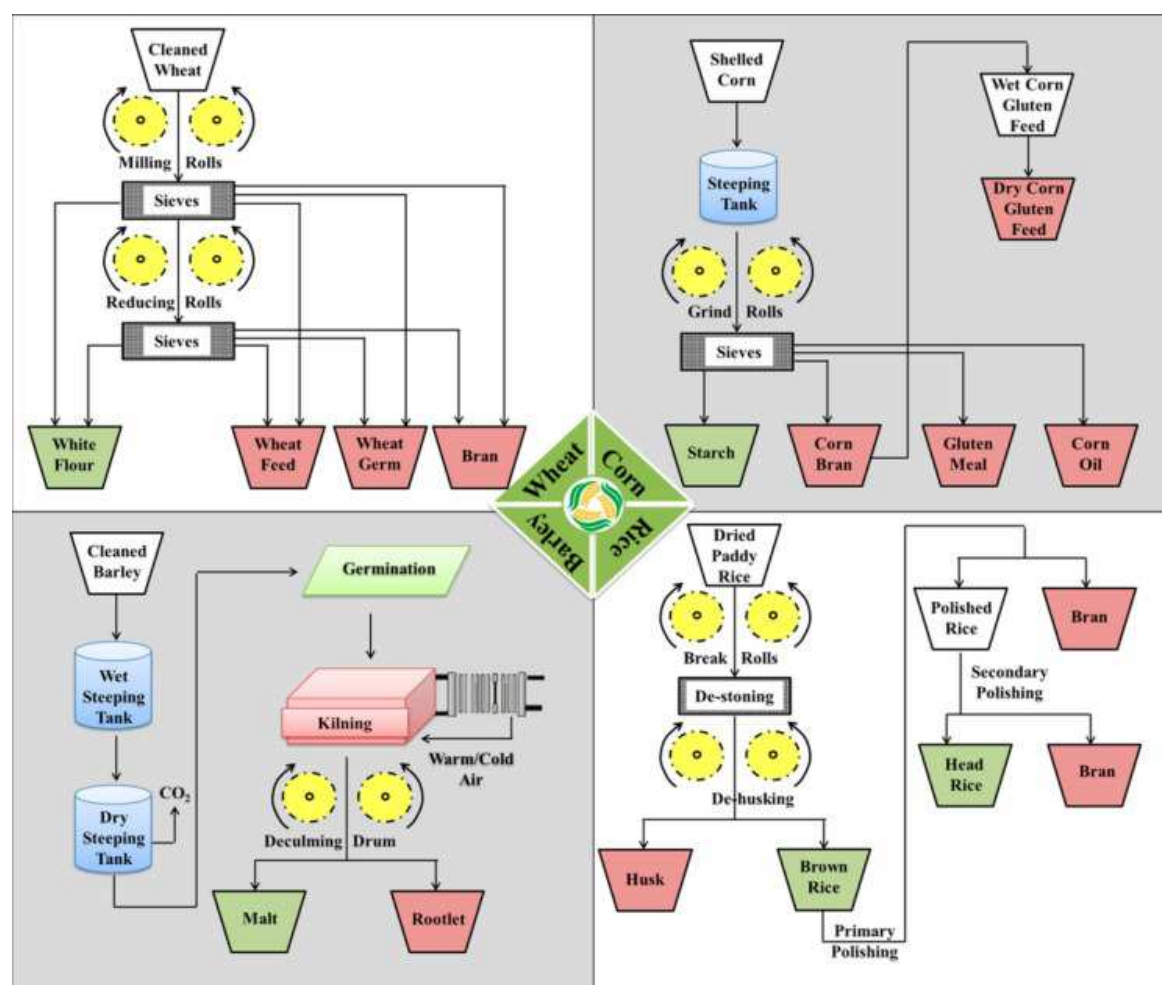 Cleaned
Wheat
Milling Rolls
Sieves
Reducing Rolls
Sieves
White
Flour
Wheat
Feed
Wheat
Germ
Bran
Shelled
Corn
Steeping
Tank
Grind Rolls
Sieves
Starch
Corn
Bran
Gluten
Meal
Corn
Oil
Wet Corn
Gluten
Feed
Dry Corn
Gluten
Feed
Wheat
Corn
Barley
Rice
Cleaned
Barley
Wet
Steeping
Tank
Dry
Steeping
Tank
CO₂
Germination
Kilning
Warm/Cold
Air
Deculming Drum
Malt
Rootlet
Dried
Paddy
Rice
Break Rolls
De-stoning
De-husking
Husk
Brown
Rice
Primary
Polishing
Polished
Rice
Bran
Secondary
Polishing
Head
Rice
Bran